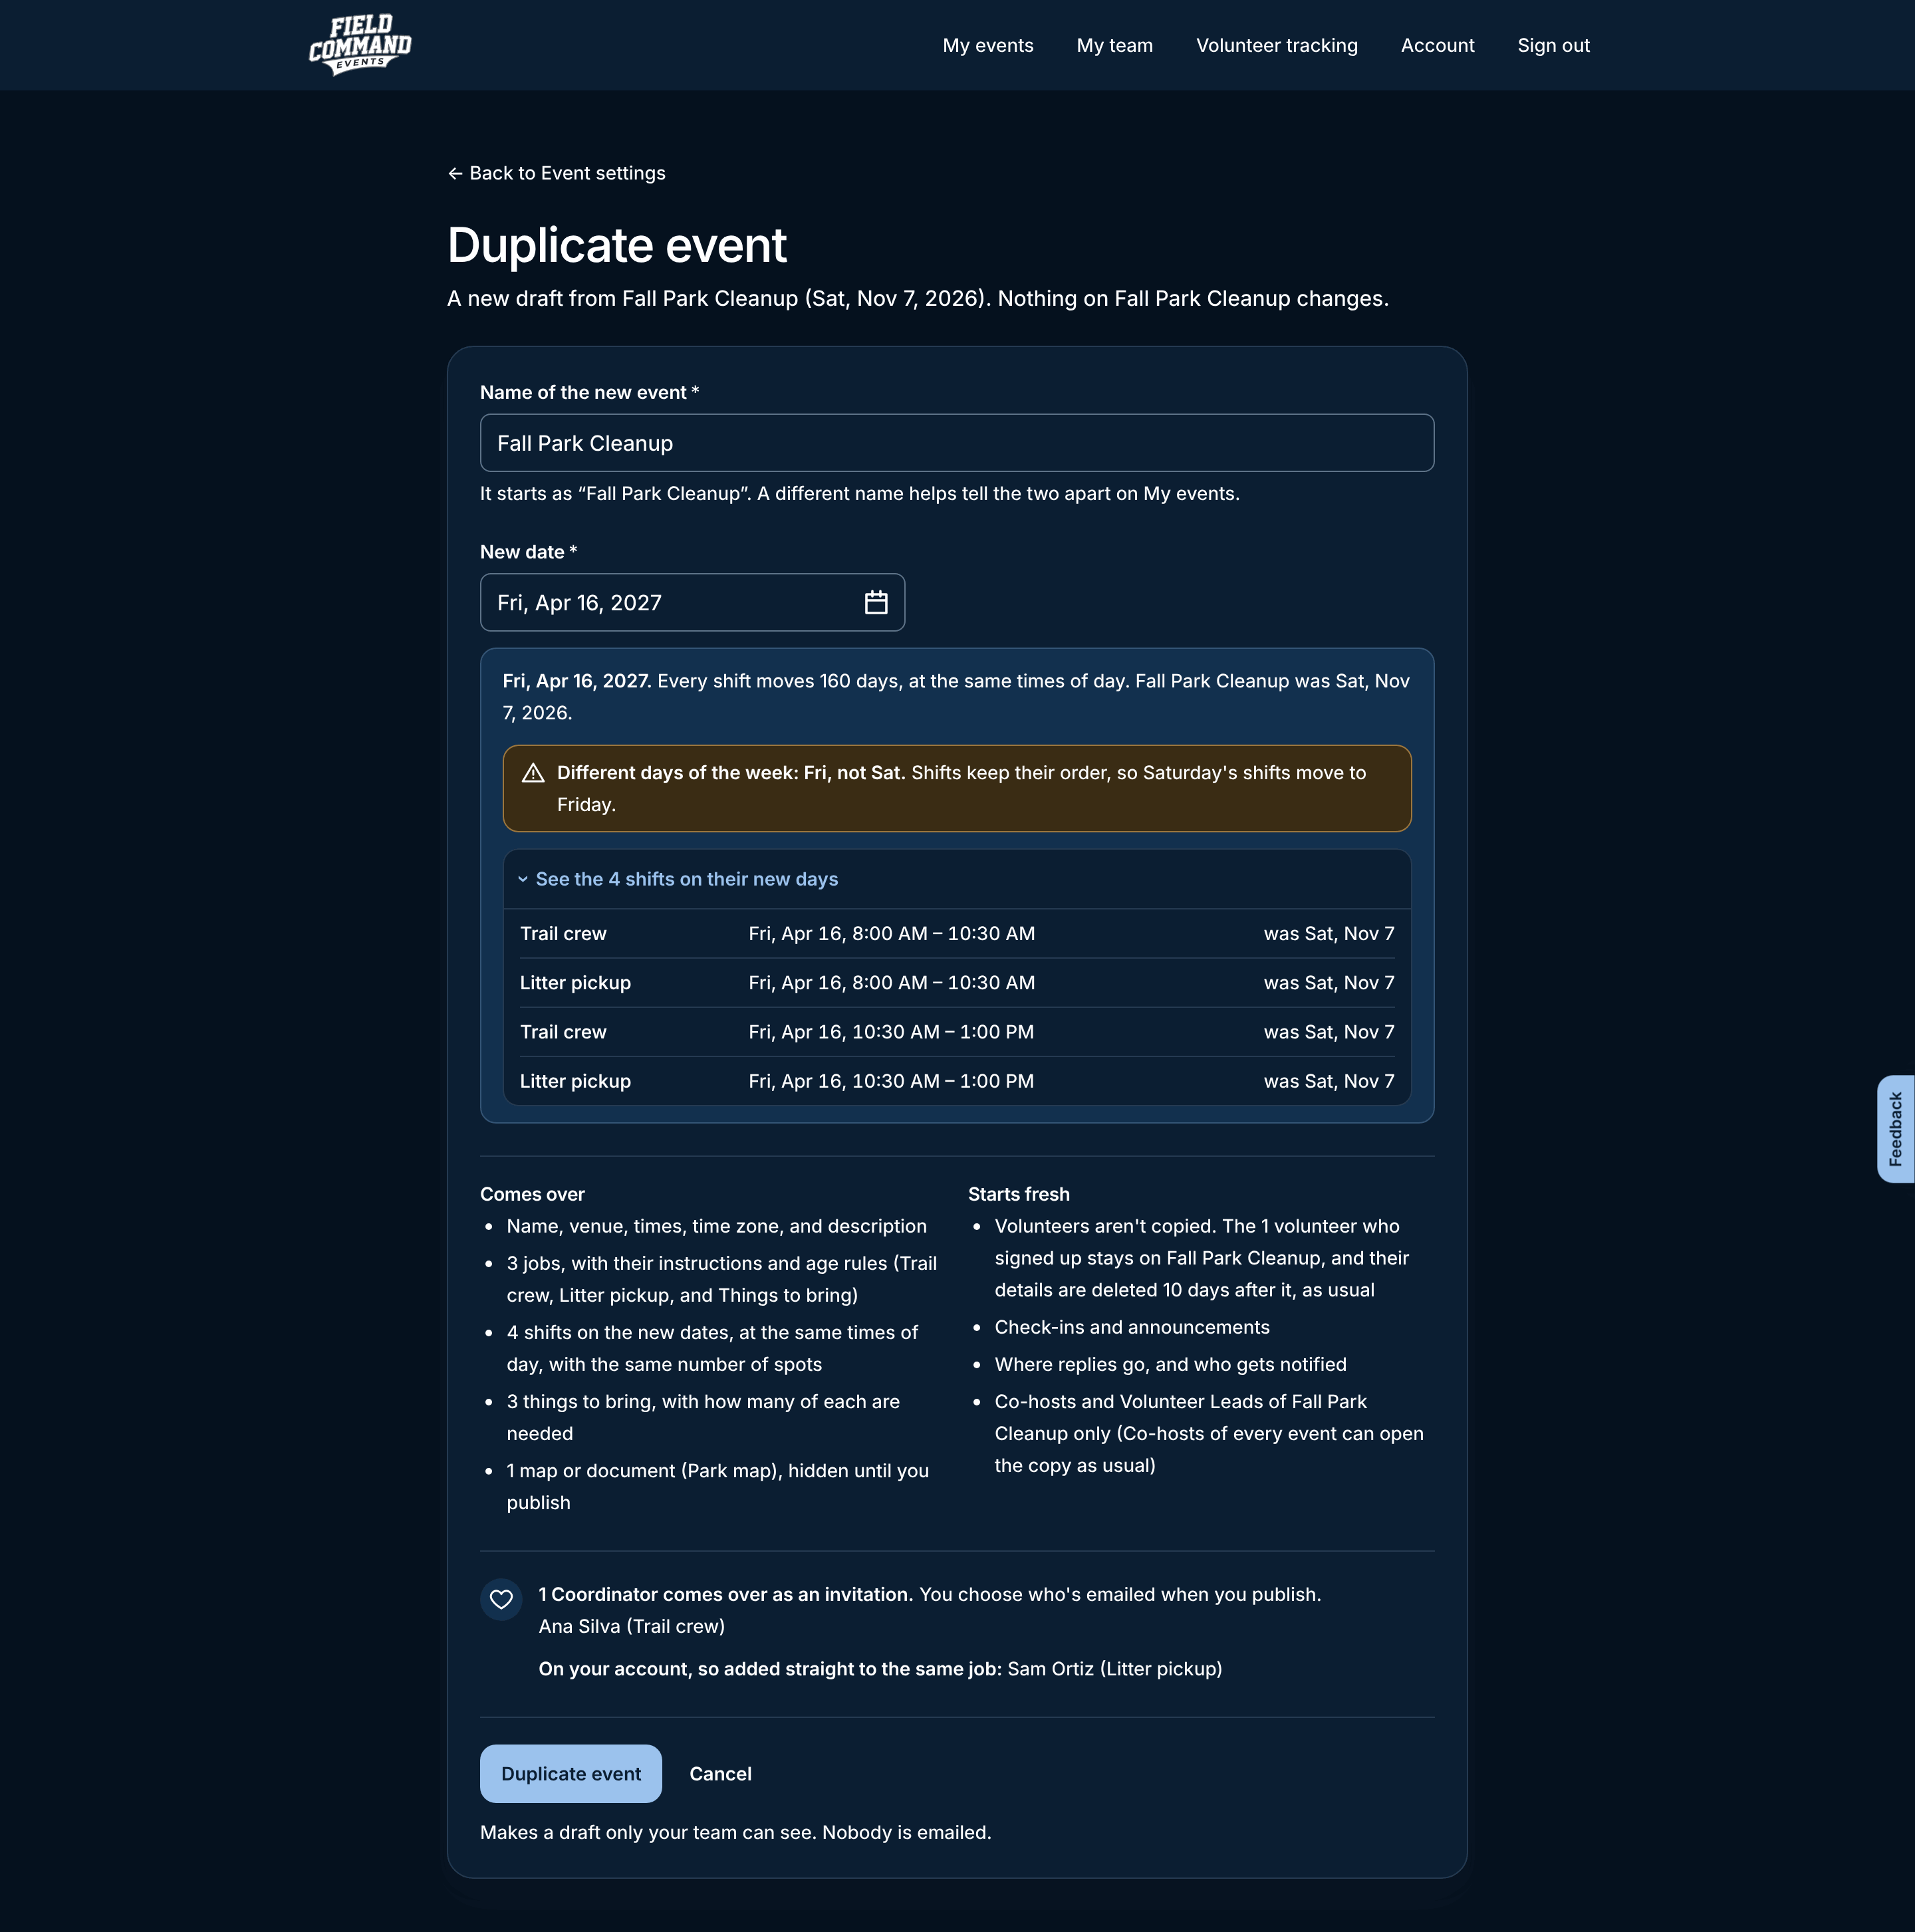 FIELD
COMMAND
EVENTS
My events
My team
Volunteer tracking
Account
Sign out
← Back to Event settings
Duplicate event
A new draft from Fall Park Cleanup (Sat, Nov 7, 2026). Nothing on Fall Park Cleanup changes.
Name of the new event *
Fall Park Cleanup
It starts as “Fall Park Cleanup”. A different name helps tell the two apart on My events.
New date *
Fri, Apr 16, 2027
Fri, Apr 16, 2027. Every shift moves 160 days, at the same times of day. Fall Park Cleanup was Sat, Nov
7, 2026.
Different days of the week: Fri, not Sat. Shifts keep their order, so Saturday's shifts move to
Friday.
See the 4 shifts on their new days
Trail crew Fri, Apr 16, 8:00 AM – 10:30 AM was Sat, Nov 7
Litter pickup Fri, Apr 16, 8:00 AM – 10:30 AM was Sat, Nov 7
Trail crew Fri, Apr 16, 10:30 AM – 1:00 PM was Sat, Nov 7
Litter pickup Fri, Apr 16, 10:30 AM – 1:00 PM was Sat, Nov 7
Feedback
Comes over
• Name, venue, times, time zone, and description
• 3 jobs, with their instructions and age rules (Trail
crew, Litter pickup, and Things to bring)
• 4 shifts on the new dates, at the same times of
day, with the same number of spots
• 3 things to bring, with how many of each are
needed
• 1 map or document (Park map), hidden until you
publish
Starts fresh
• Volunteers aren't copied. The 1 volunteer who
signed up stays on Fall Park Cleanup, and their
details are deleted 10 days after it, as usual
• Check-ins and announcements
• Where replies go, and who gets notified
• Co-hosts and Volunteer Leads of Fall Park
Cleanup only (Co-hosts of every event can open
the copy as usual)
1 Coordinator comes over as an invitation. You choose who's emailed when you publish.
Ana Silva (Trail crew)
On your account, so added straight to the same job: Sam Ortiz (Litter pickup)
Duplicate event
Cancel
Makes a draft only your team can see. Nobody is emailed.